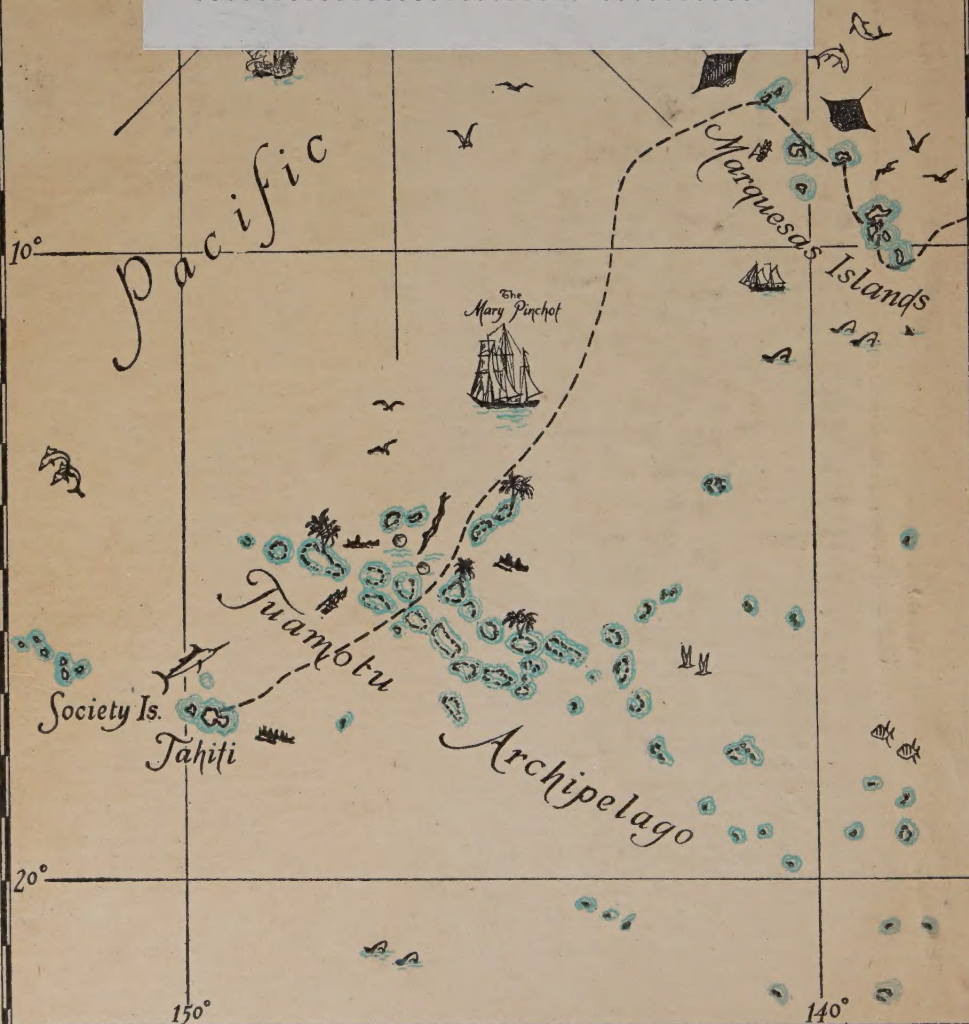 Pacific
Marquesas Islands
10°
The
Mary Pinchot
Tuamotu
Society Is.
Tahiti
Archipelago
20°
150°
140°